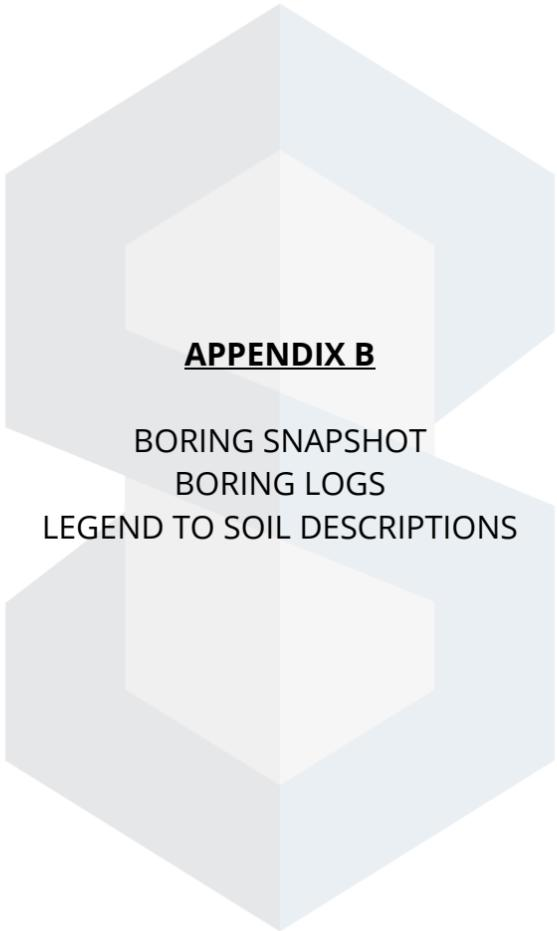 APPENDIX B
BORING SNAPSHOT
BORING LOGS
LEGEND TO SOIL DESCRIPTIONS